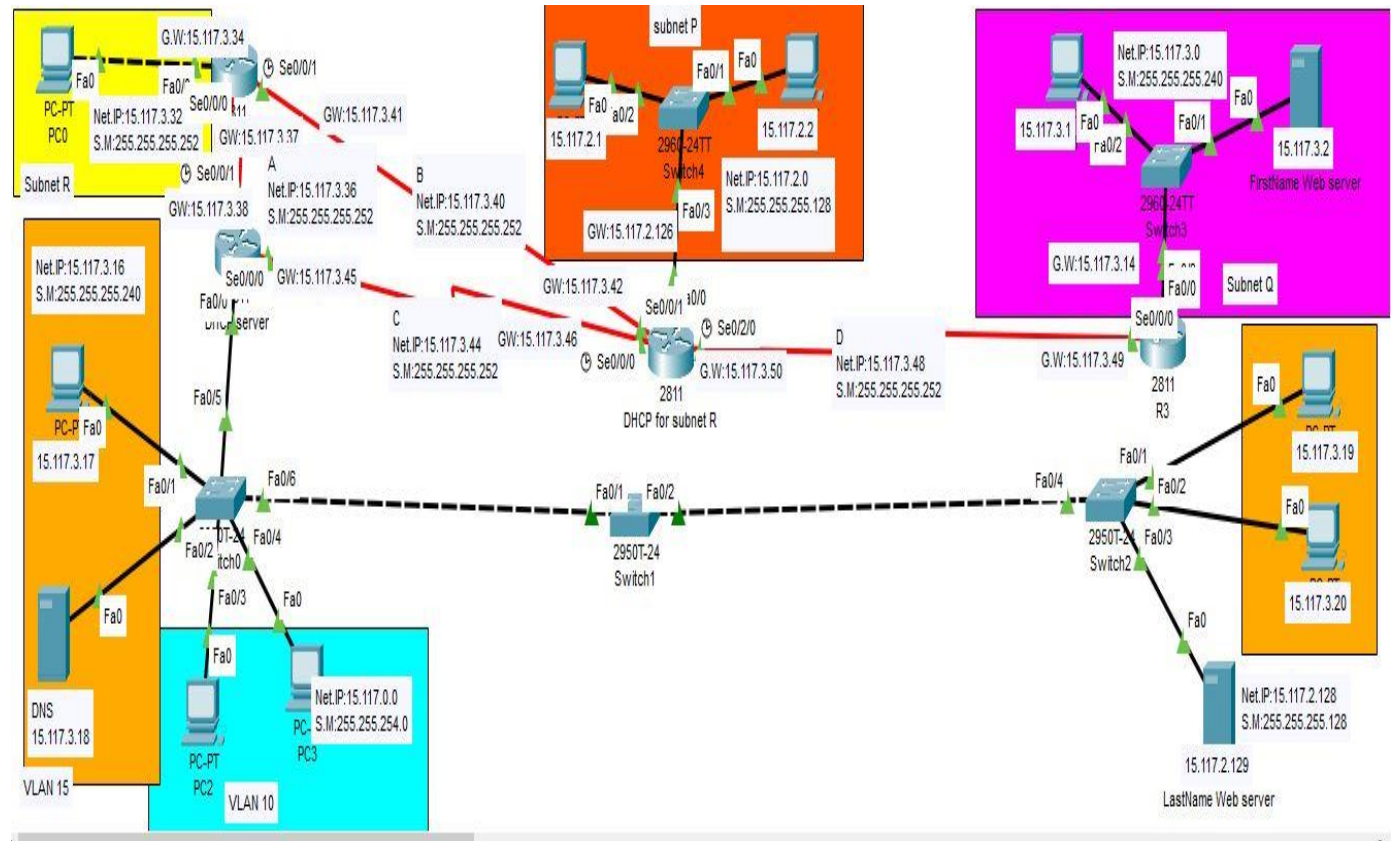 G.W:15.117.3.34
Se0/0/1
Fa0
PC-PT
PC0
Net.IP:15.117.3.32
S.M:255.255.255.252
Se0/0/0
GW:15.117.3.37
GW:15.117.3.41
Subnet R
Se0/0/1
GW:15.117.3.38
A
Net.IP:15.117.3.36
S.M:255.255.255.252
B
Net.IP:15.117.3.40
S.M:255.255.255.252
subnet P
Fa0
Fa0/1
Fa0
15.117.2.1
15.117.2.2
2960-24TT
Switch4
Net.IP:15.117.2.0
S.M:255.255.255.128
Fa0/3
GW:15.117.2.126
Net.IP:15.117.3.0
S.M:255.255.255.240
15.117.3.1
Fa0
Fa0/2
Fa0/1
Fa0
15.117.3.2
FirstName Web server
2960-24TT
Switch3
G.W:15.117.3.14
Fa0/0
Subnet Q
Se0/0/0
G.W:15.117.3.49
2811
R3
Net.IP:15.117.3.16
S.M:255.255.255.240
Se0/0/0
GW:15.117.3.45
server
C
Net.IP:15.117.3.44
S.M:255.255.255.252
GW:15.117.3.42
GW:15.117.3.46
Se0/0/1
Se0/2/0
Se0/0/0
G.W:15.117.3.50
2811
DHCP for subnet R
D
Net.IP:15.117.3.48
S.M:255.255.255.252
Fa0/5
Fa0
15.117.3.17
Fa0/1
Fa0/6
Fa0/2
Fa0/4
Fa0/3
Fa0
Fa0
Fa0
DNS
15.117.3.18
VLAN 15
PC-PT
PC2
PC3
Net.IP:15.117.0.0
S.M:255.255.254.0
VLAN 10
Fa0/1
Fa0/2
2950T-24
Switch1
Fa0/4
Fa0/1
Fa0/2
Fa0/3
2950T-24
Switch2
Fa0
15.117.3.19
Fa0
15.117.3.20
Fa0
Net.IP:15.117.2.128
S.M:255.255.255.128
15.117.2.129
LastName Web server